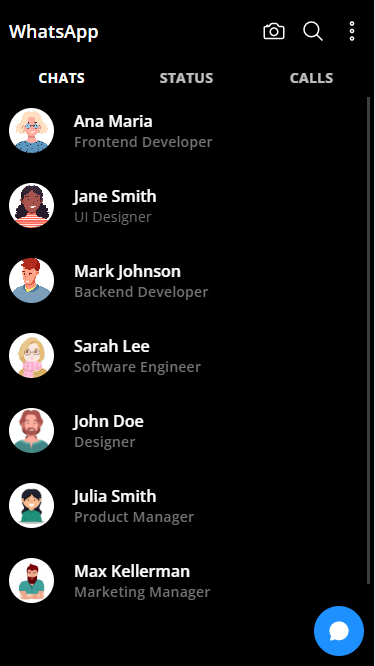 WhatsApp
CHATS STATUS CALLS
Ana Maria
Frontend Developer
Jane Smith
UI Designer
Mark Johnson
Backend Developer
Sarah Lee
Software Engineer
John Doe
Designer
Julia Smith
Product Manager
Max Kellerman
Marketing Manager